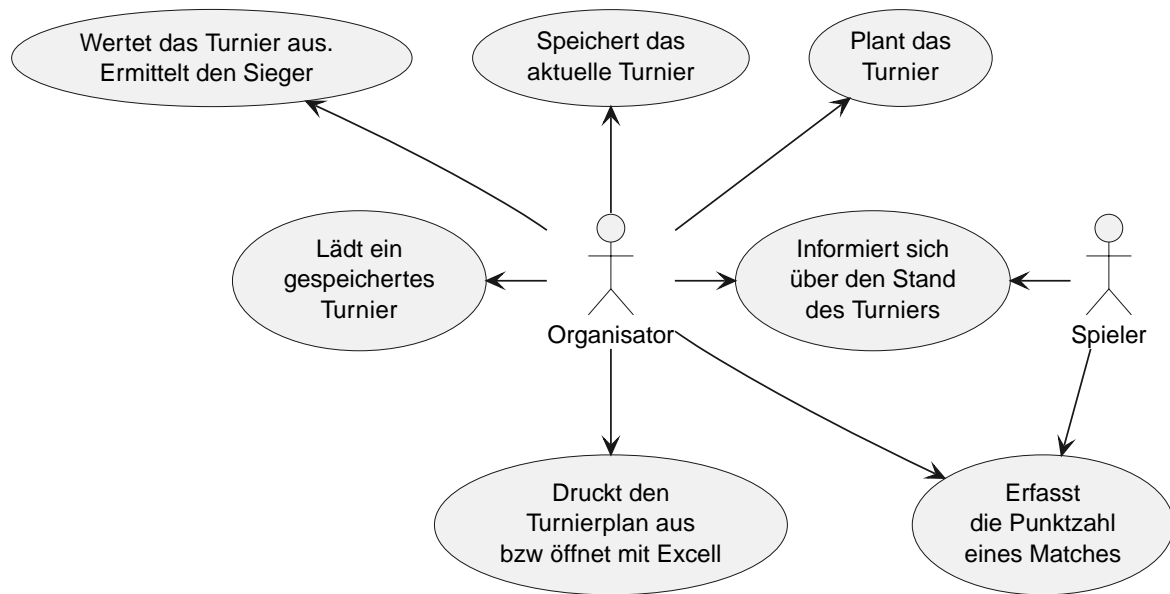 Wertet das Turnier aus.
Ermittelt den Sieger
Speichert das
aktuelle Turnier
Plant das
Turnier
Lädt ein
gespeichertes
Turnier
Organisator
Informiert sich
über den Stand
des Turniers
Spieler
Druckt den
Turnierplan aus
bzw öffnet mit Excell
Erfasst
die Punktzahl
eines Matches